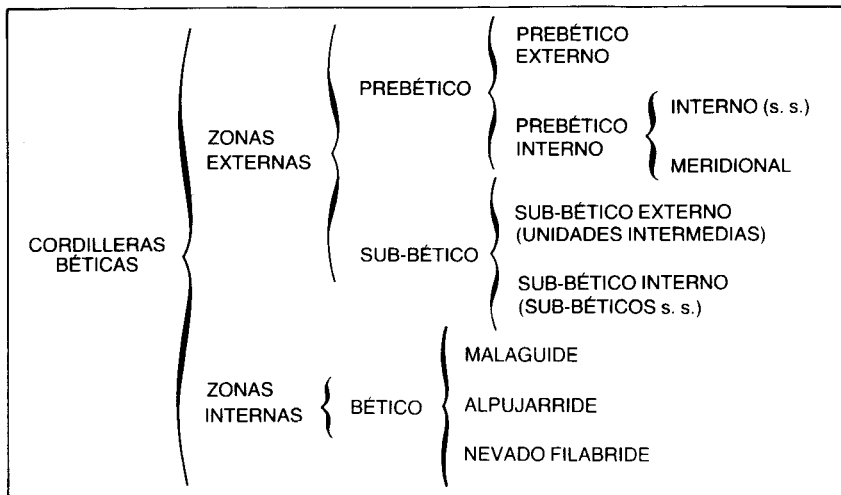 CORDILLERAS
BÉTICAS
ZONAS
EXTERNAS
PREBÉTICO
PREBÉTICO
EXTERNO
PREBÉTICO
INTERNO
INTERNO (s. s.)
MERIDIONAL
SUB-BÉTICO
SUB-BÉTICO EXTERNO
(UNIDADES INTERMEDIAS)
SUB-BÉTICO INTERNO
(SUB-BÉTICOS s. s.)
ZONAS
INTERNAS
BÉTICO
MALAGUIDE
ALPUJARRIDE
NEVADO FILABRIDE